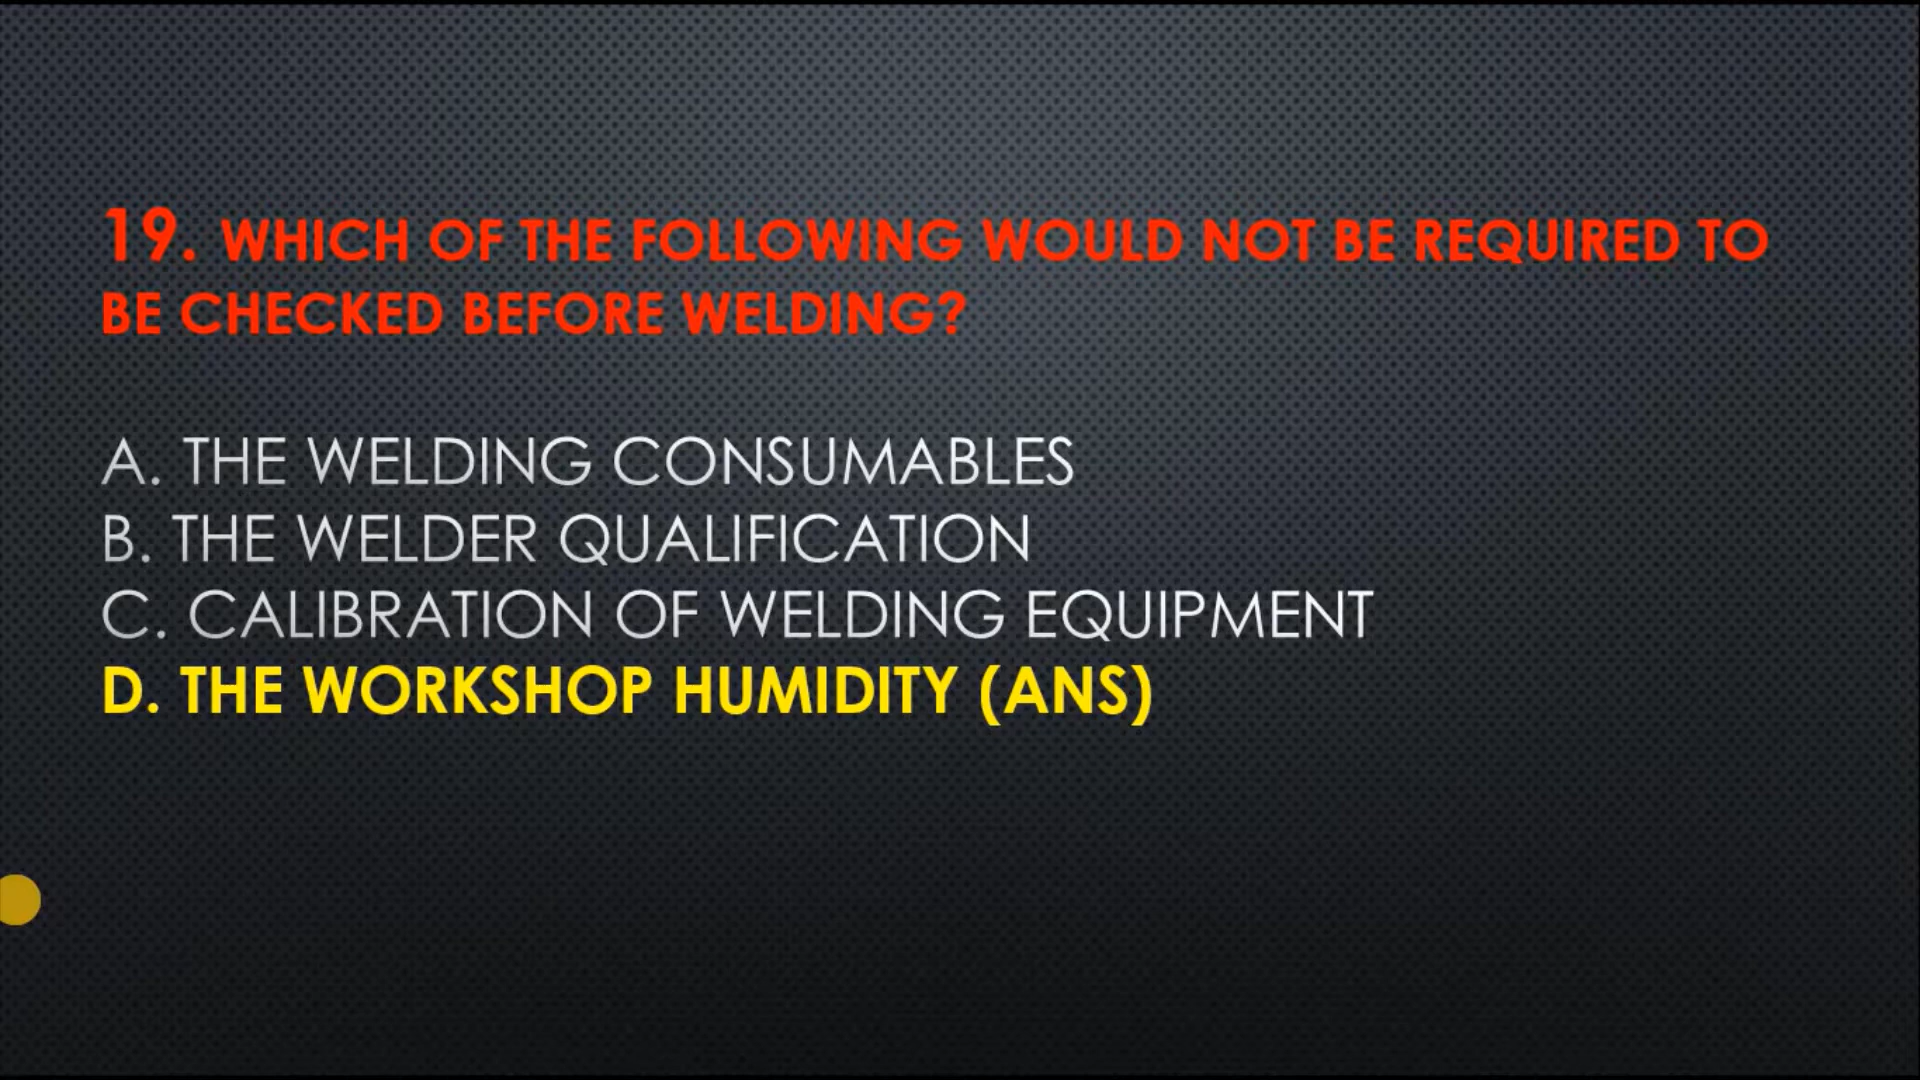 19. WHICH OF THE FOLLOWING WOULD NOT BE REQUIRED TO
BE CHECKED BEFORE WELDING?
A. THE WELDING CONSUMABLES
B. THE WELDER QUALIFICATION
C. CALIBRATION OF WELDING EQUIPMENT
D. THE WORKSHOP HUMIDITY (ANS)